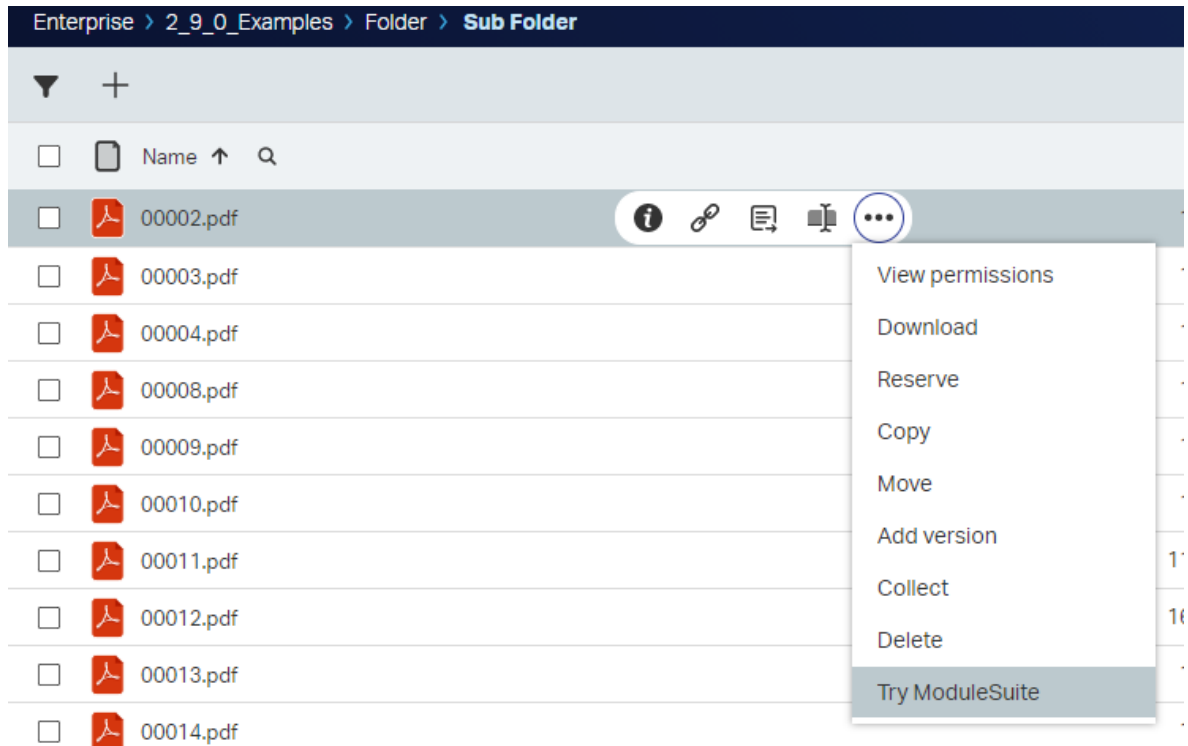 Enterprise > 2_9_0_Examples > Folder > Sub Folder
Name
00002.pdf
00003.pdf
View permissions
00004.pdf
Download
00008.pdf
Reserve
00009.pdf
Copy
00010.pdf
Move
00011.pdf
Add version
00012.pdf
Collect
00013.pdf
Delete
00014.pdf
Try ModuleSuite